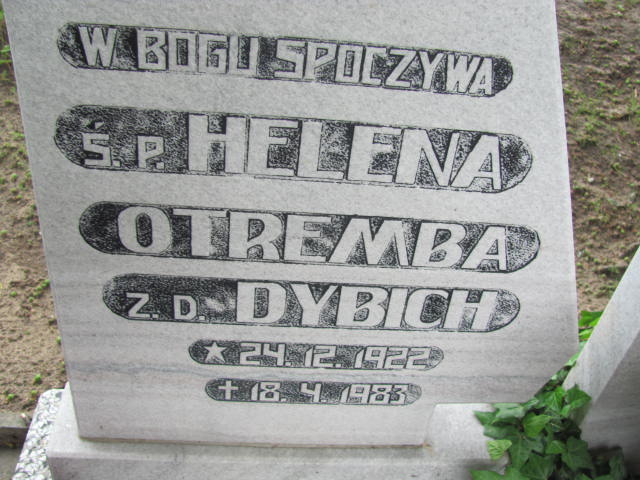 W BOGU SPOCZYWA
Ś. P. HELENA
OTREMBA
Z. D. DYBICH
★ 24. 12. 1922
✝ 18. 4. 1983